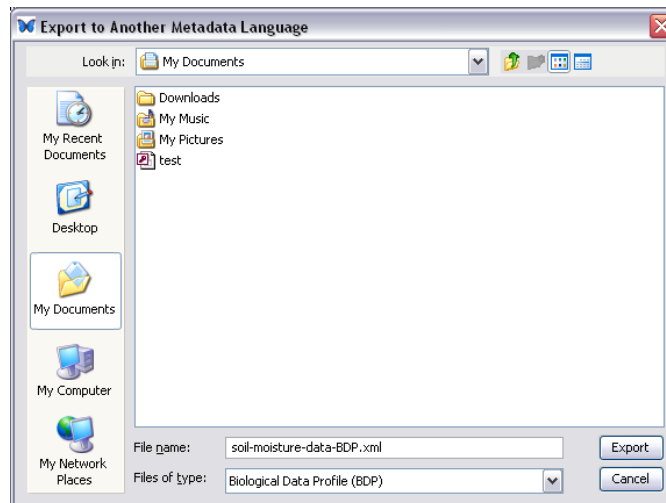 Export to Another Metadata Language
Look in:
My Documents
My Recent
Documents
Desktop
My Documents
My Computer
My Network
Places
Downloads
My Music
My Pictures
test
File name:
soil-moisture-data-BDP.xml
Export
Files of type:
Biological Data Profile (BDP)
Cancel